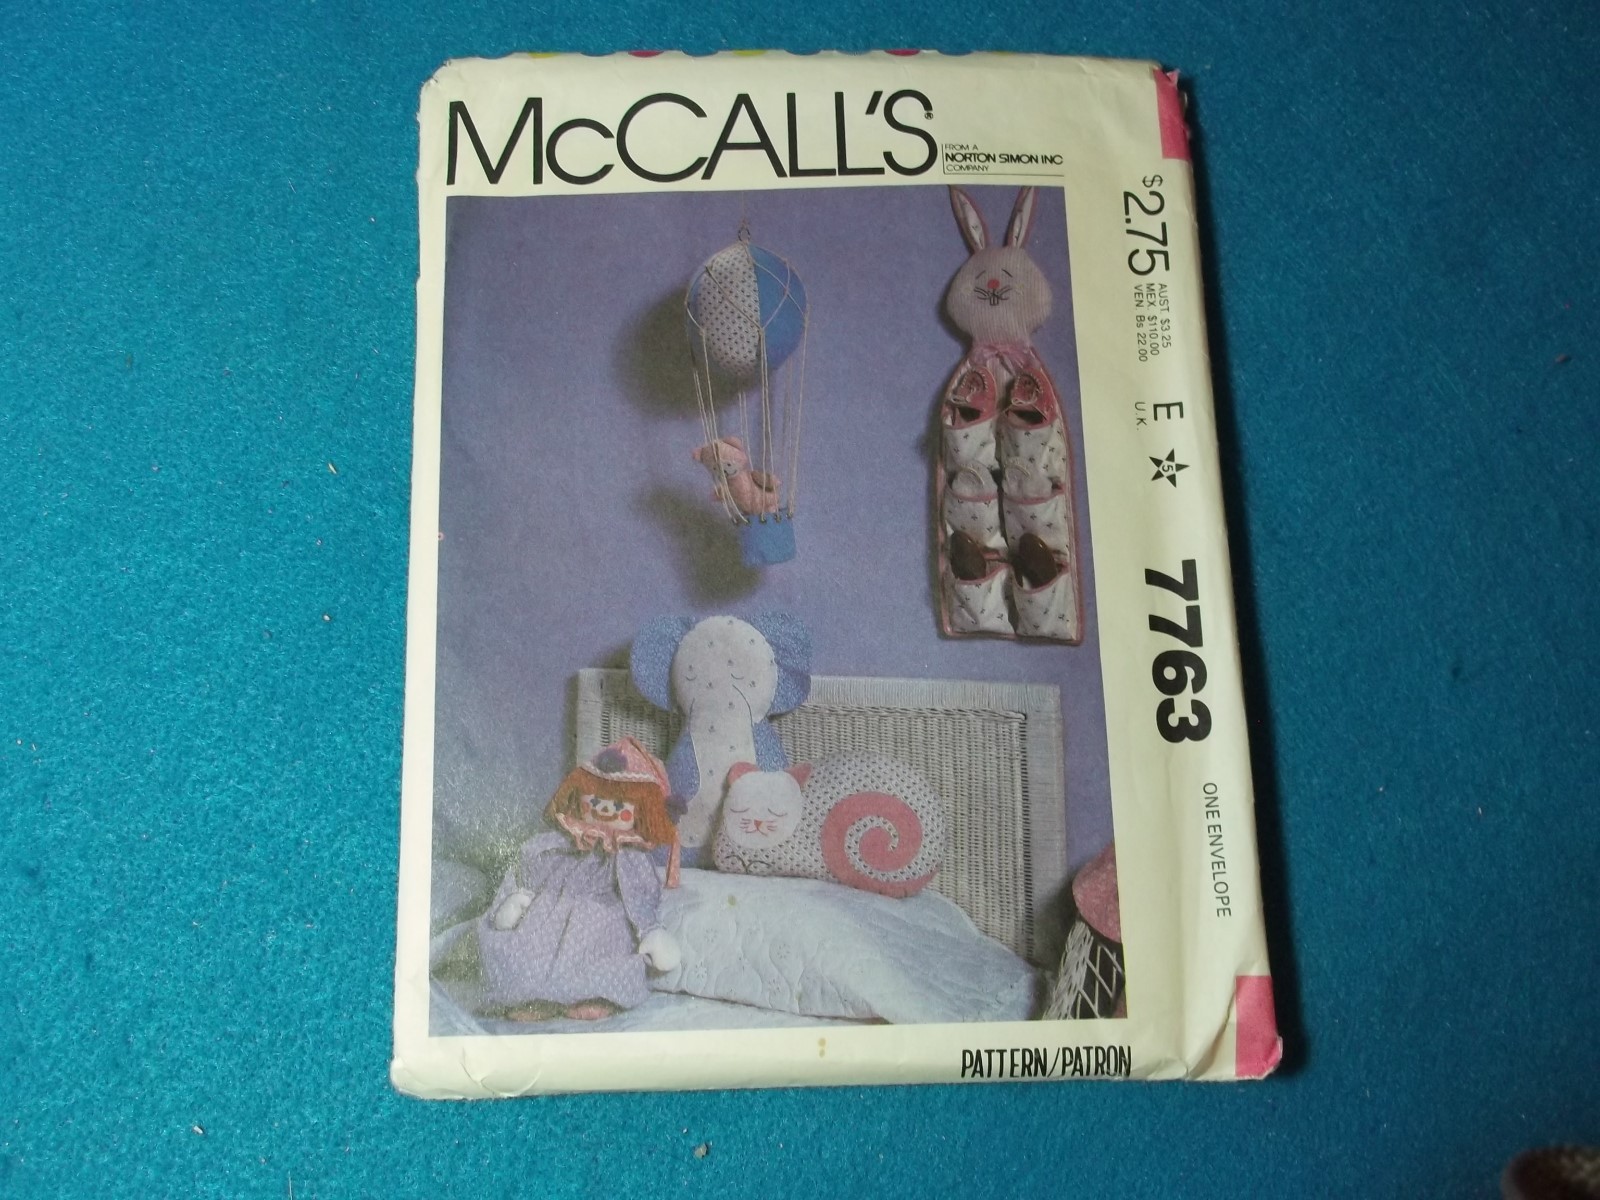 McCALL'S®
FROM A
NORTON SIMON INC
COMPANY
$2.75
AUST. $3.25
MEX. $110.00
VEN. Bs 22.00
E
U.K.
5
7763
ONE ENVELOPE
PATTERN/PATRON